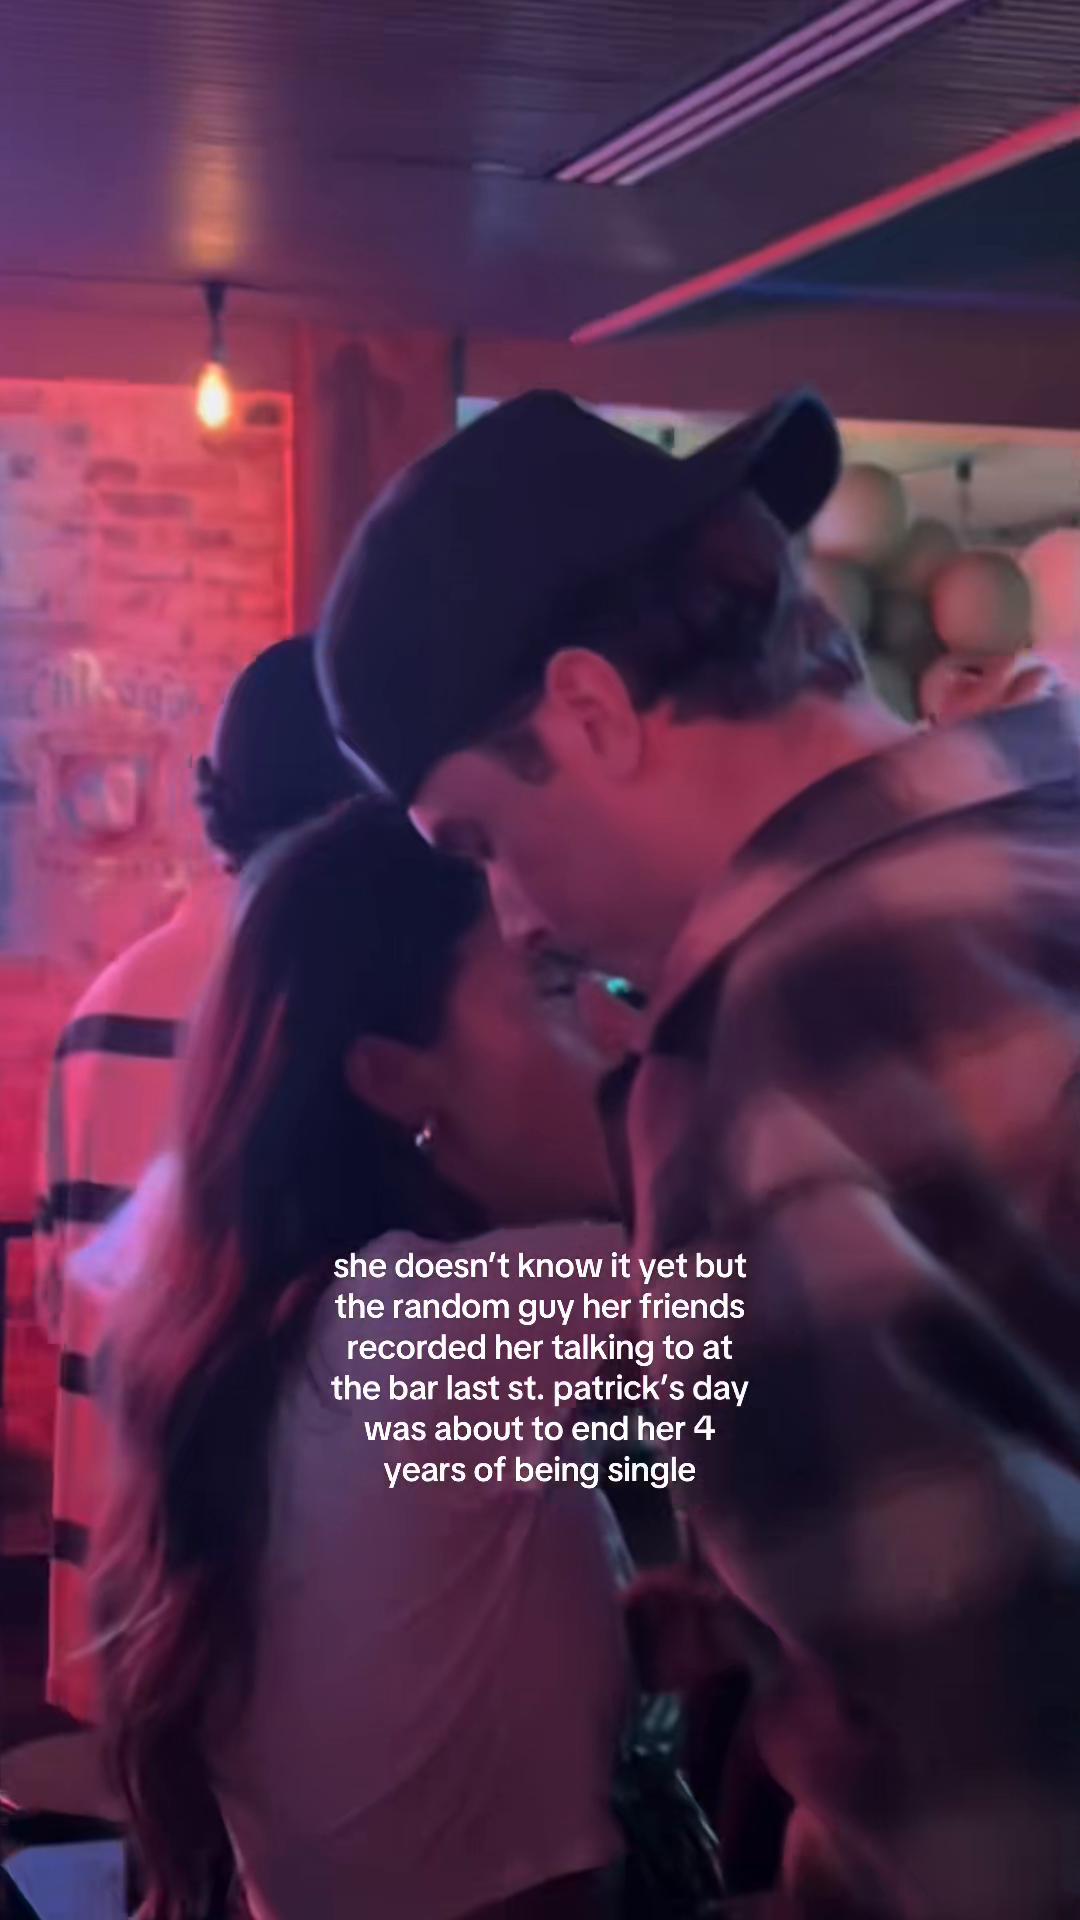 Chicago
she doesn’t know it yet but
the random guy her friends
recorded her talking to at
the bar last st. patrick’s day
was about to end her 4
years of being single